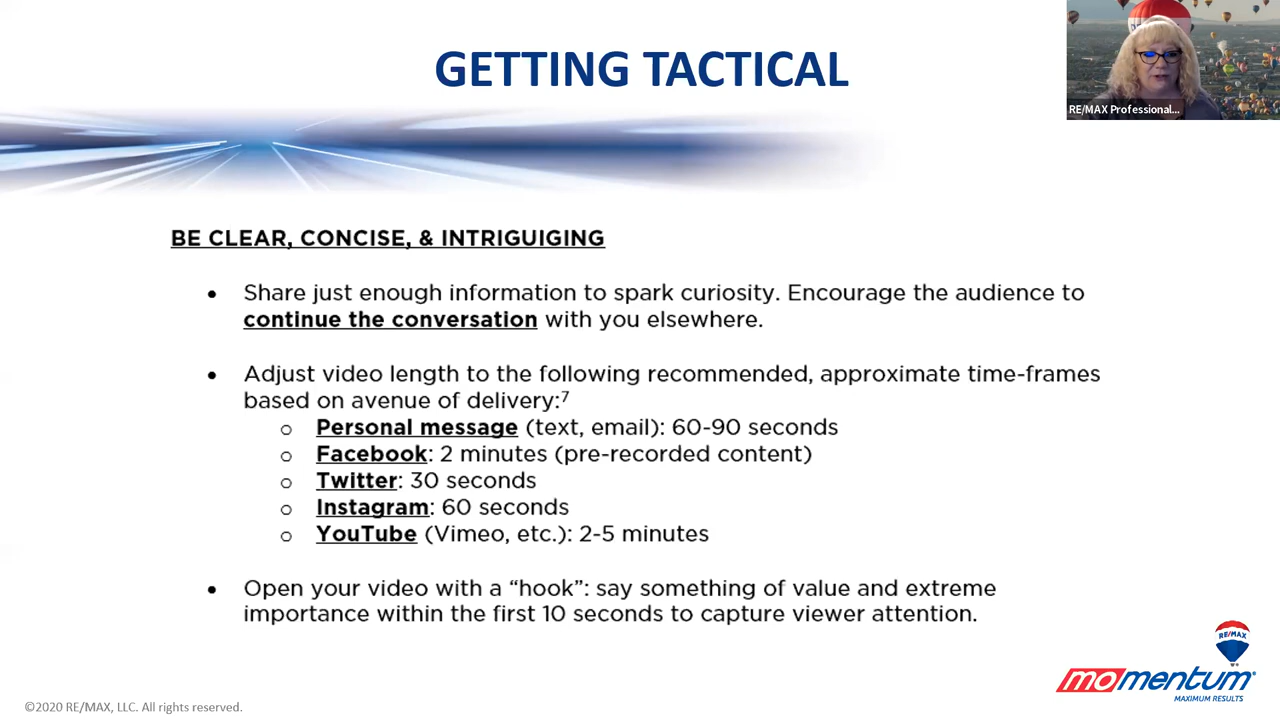 GETTING TACTICAL
RE/MAX Professional...
BE CLEAR, CONCISE, & INTRIGUIGING
• Share just enough information to spark curiosity. Encourage the audience to
continue the conversation with you elsewhere.
• Adjust video length to the following recommended, approximate time-frames
based on avenue of delivery:⁷
o Personal message (text, email): 60-90 seconds
o Facebook: 2 minutes (pre-recorded content)
o Twitter: 30 seconds
o Instagram: 60 seconds
o YouTube (Vimeo, etc.): 2-5 minutes
• Open your video with a “hook”: say something of value and extreme
importance within the first 10 seconds to capture viewer attention.
RE/MAX
momentum®
MAXIMUM RESULTS
©2020 RE/MAX, LLC. All rights reserved.